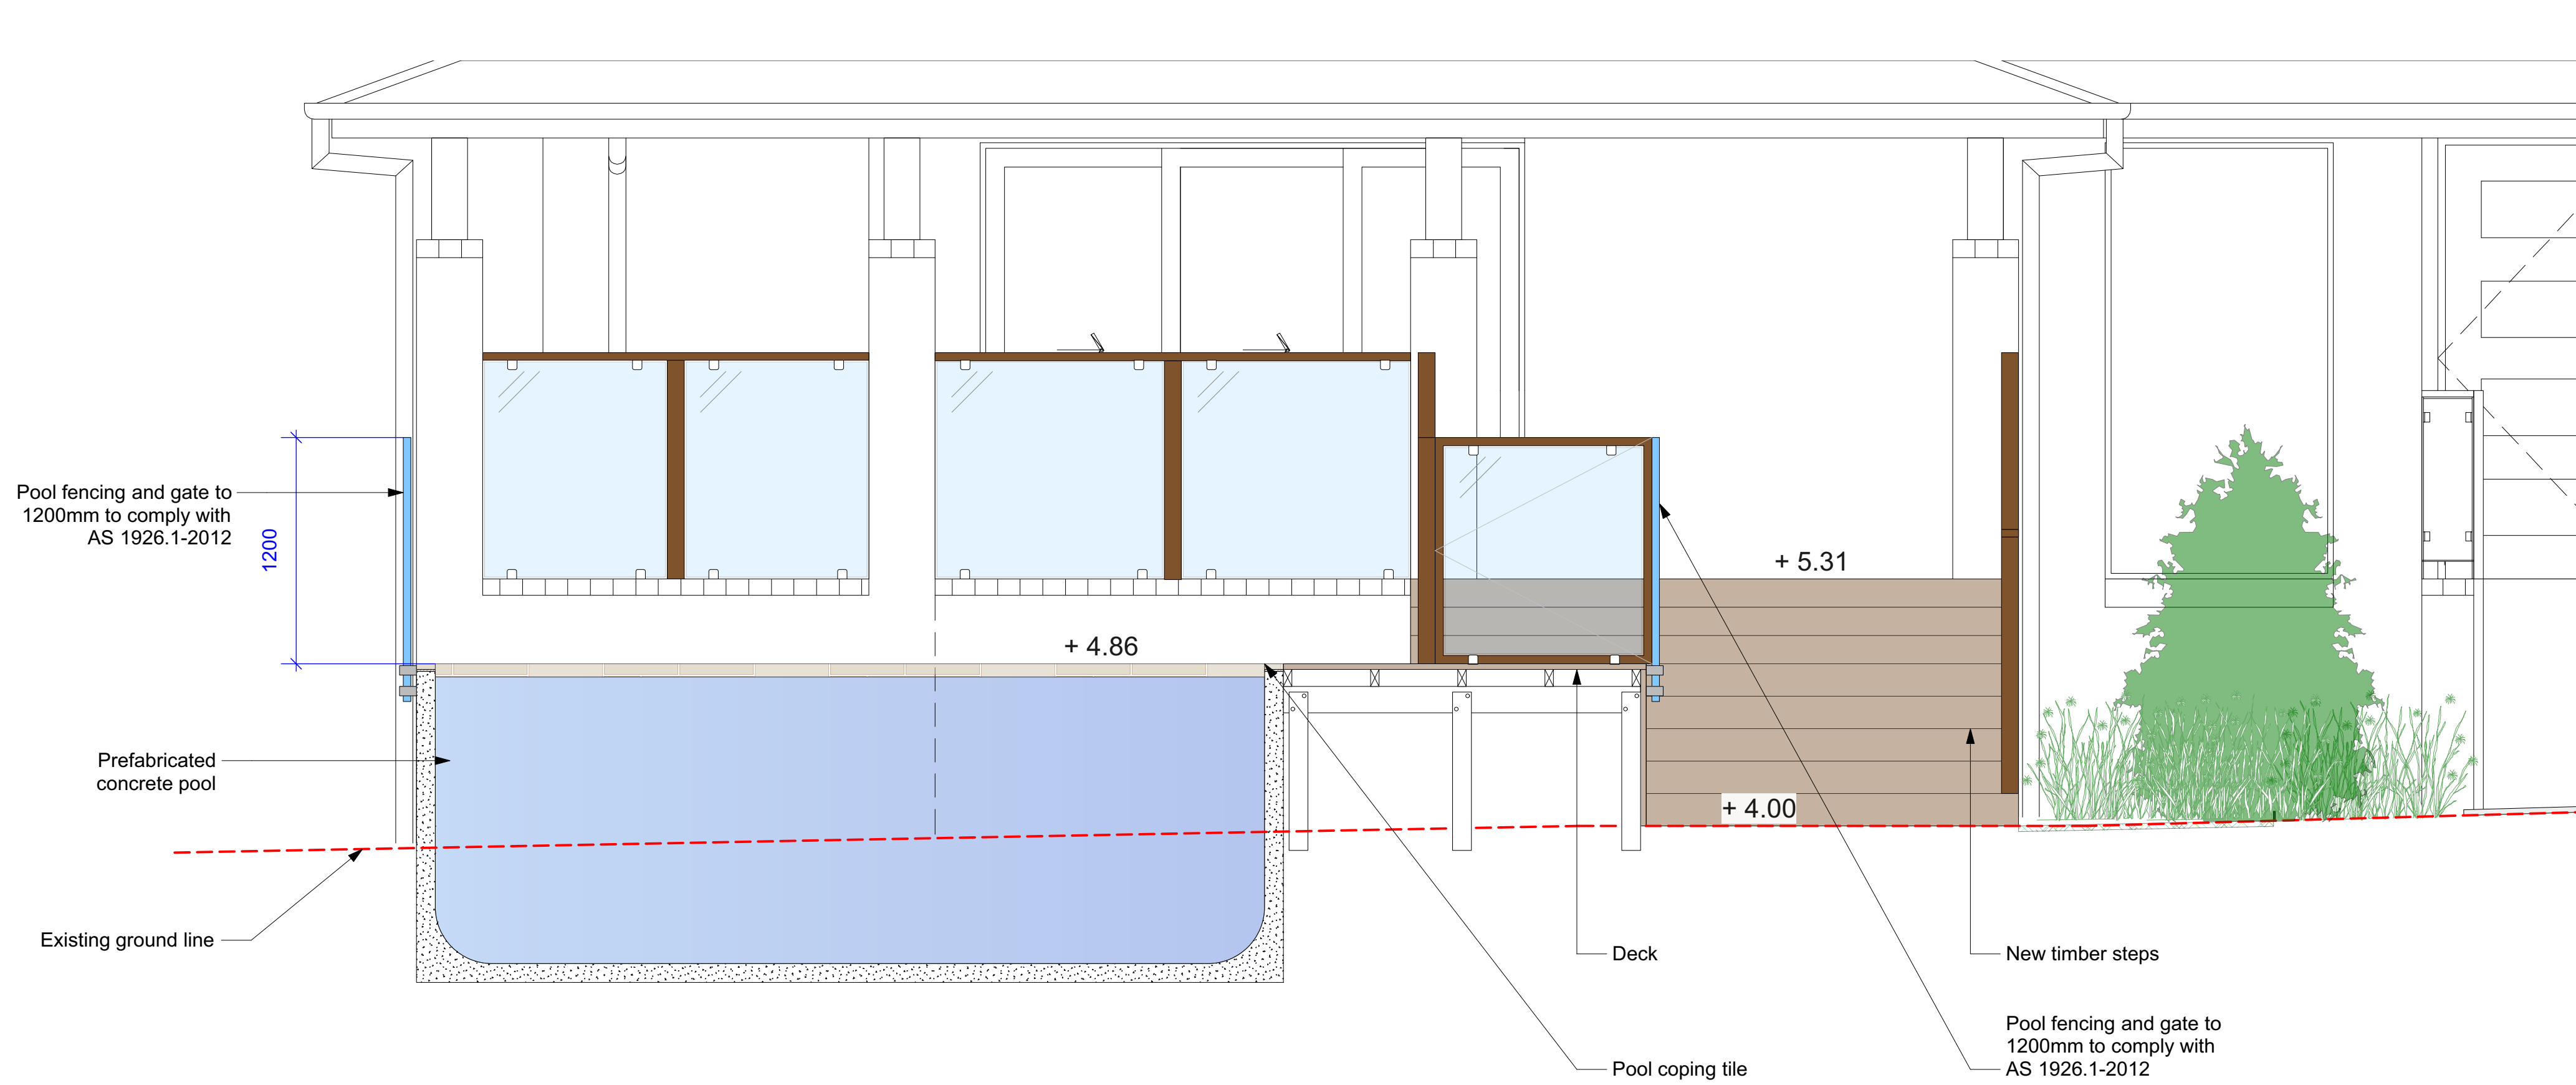 Pool fencing and gate to
1200mm to comply with
AS 1926.1-2012
1200
+ 5.31
+ 4.86
Prefabricated
concrete pool
+ 4.00
Existing ground line
Deck
New timber steps
Pool coping tile
Pool fencing and gate to
1200mm to comply with
AS 1926.1-2012